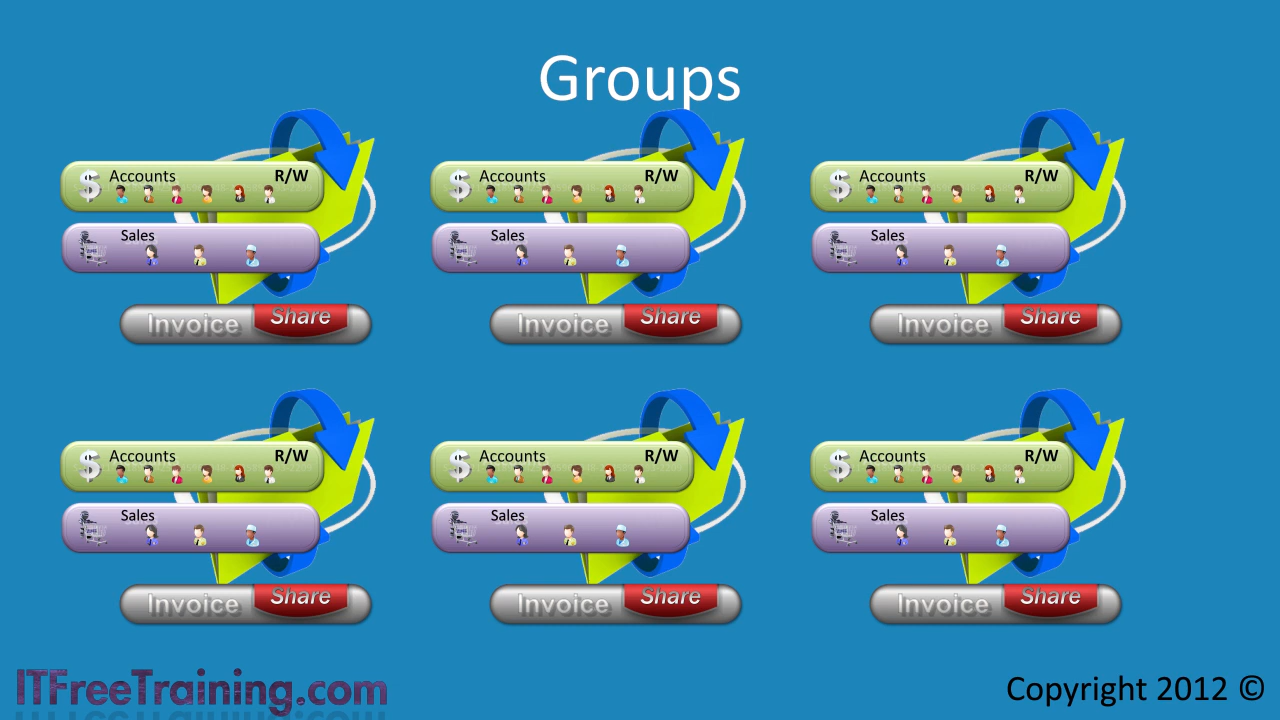 Groups
Accounts R/W
Sales
Invoice Share
Accounts R/W
Sales
Invoice Share
Accounts R/W
Sales
Invoice Share
Accounts R/W
Sales
Invoice Share
Accounts R/W
Sales
Invoice Share
Accounts R/W
Sales
Invoice Share
ITFreeTraining.com
Copyright 2012 ©